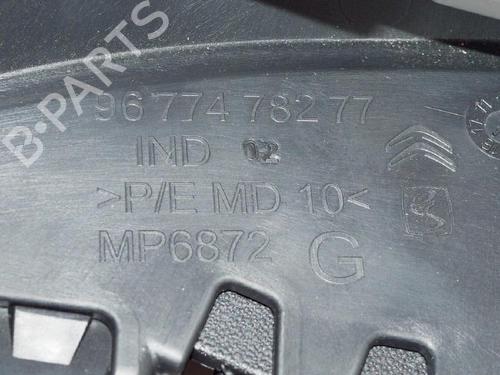 B-PARTS
96 774 782 77
IND 02
>P/E MD 10<
MP6872 G